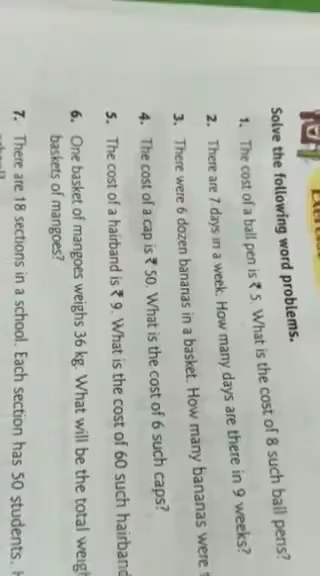 Solve the following word problems.
1. The cost of a ball pen is ₹ 5. What is the cost of 8 such ball pens?
2. There are 7 days in a week. How many days are there in 9 weeks?
3. There were 6 dozen bananas in a basket. How many bananas were
4. The cost of a cap is ₹ 50. What is the cost of 6 such caps?
5. The cost of a hairband is ₹ 9. What is the cost of 60 such hairband
6. One basket of mangoes weighs 36 kg. What will be the total weigh
baskets of mangoes?
7. There are 18 sections in a school. Each section has 50 students.